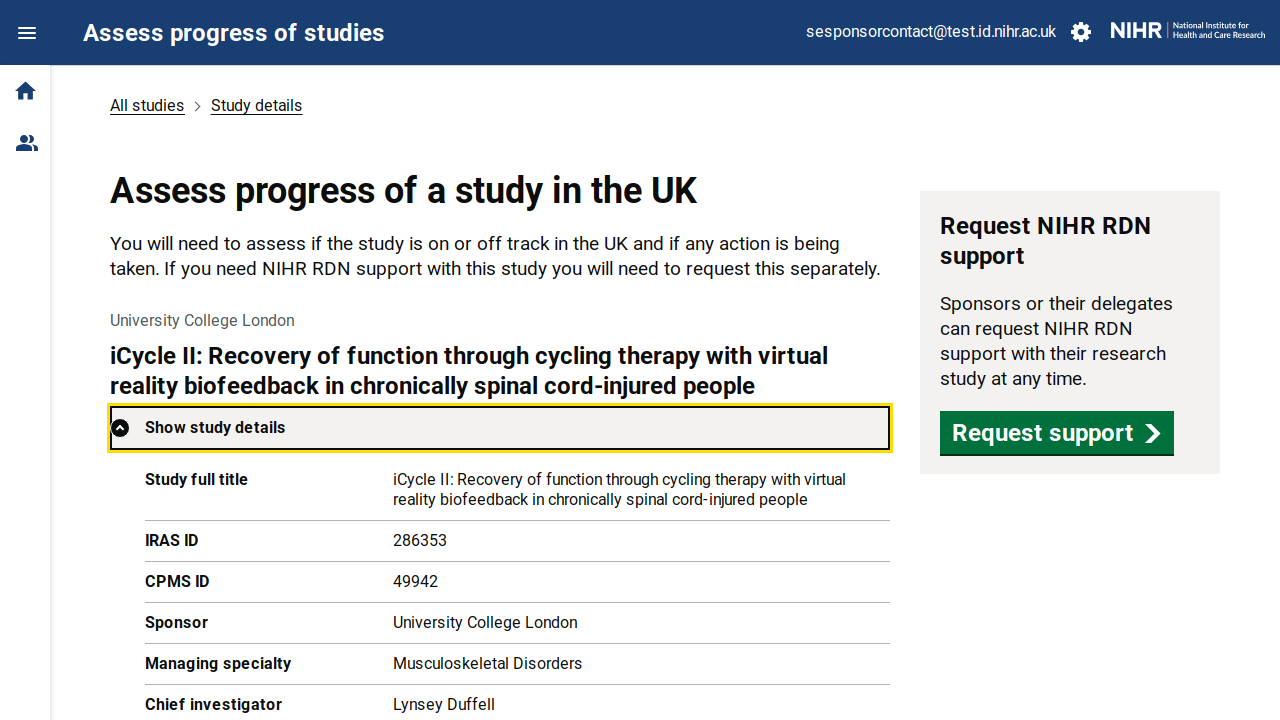 Assess progress of studies
sesponsorcontact@test.id.nihr.ac.uk
NIHR
National Institute for
Health and Care Research
All studies
Study details
Assess progress of a study in the UK
You will need to assess if the study is on or off track in the UK and if any action is being
taken. If you need NIHR RDN support with this study you will need to request this separately.
University College London
iCycle II: Recovery of function through cycling therapy with virtual
reality biofeedback in chronically spinal cord-injured people
Show study details
Study full title
iCycle II: Recovery of function through cycling therapy with virtual
reality biofeedback in chronically spinal cord-injured people
IRAS ID
286353
CPMS ID
49942
Sponsor
University College London
Managing specialty
Musculoskeletal Disorders
Chief investigator
Lynsey Duffell
Request NIHR RDN
support
Sponsors or their delegates
can request NIHR RDN
support with their research
study at any time.
Request support